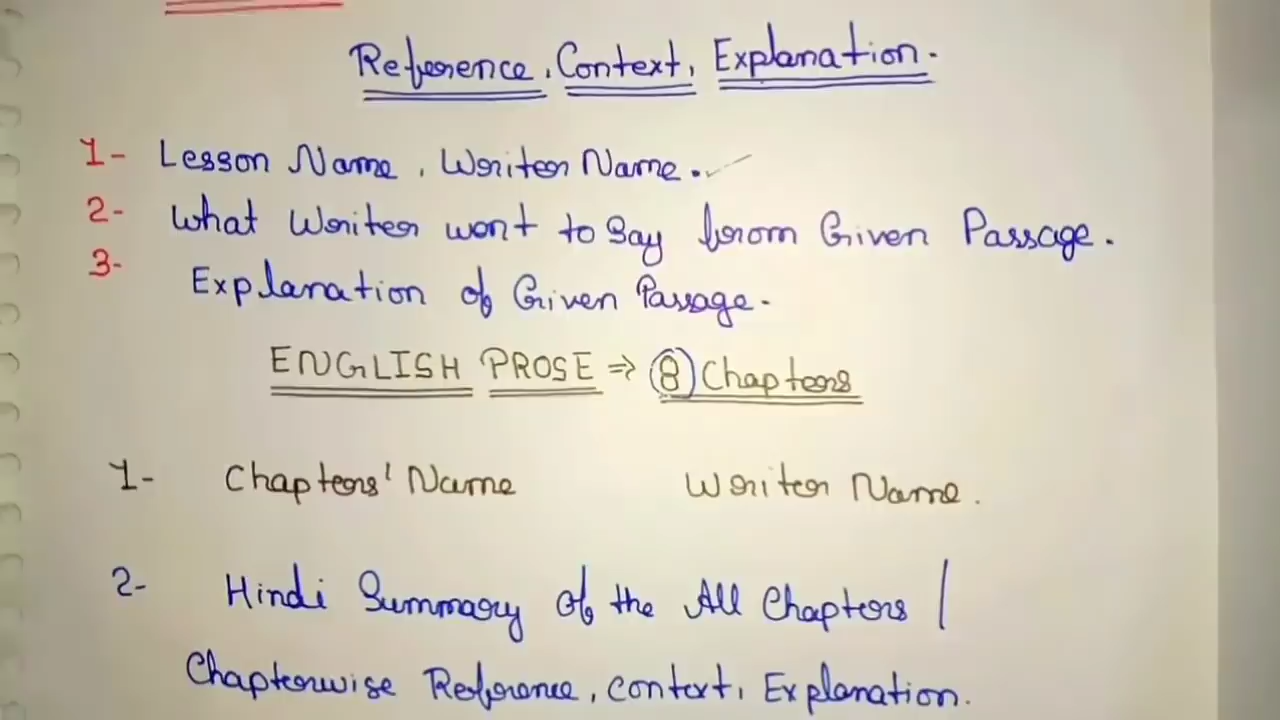 Reference, Context, Explanation.
1- Lesson Name, Writer Name.
2- What Writer want to Say from Given Passage.
3- Explanation of Given Passage.
ENGLISH PROSE ⇒ 8 Chapters
1- Chapters' Name Writer Name.
2- Hindi Summary of the All Chapters /
Chapterwise Reference, context, Explanation.